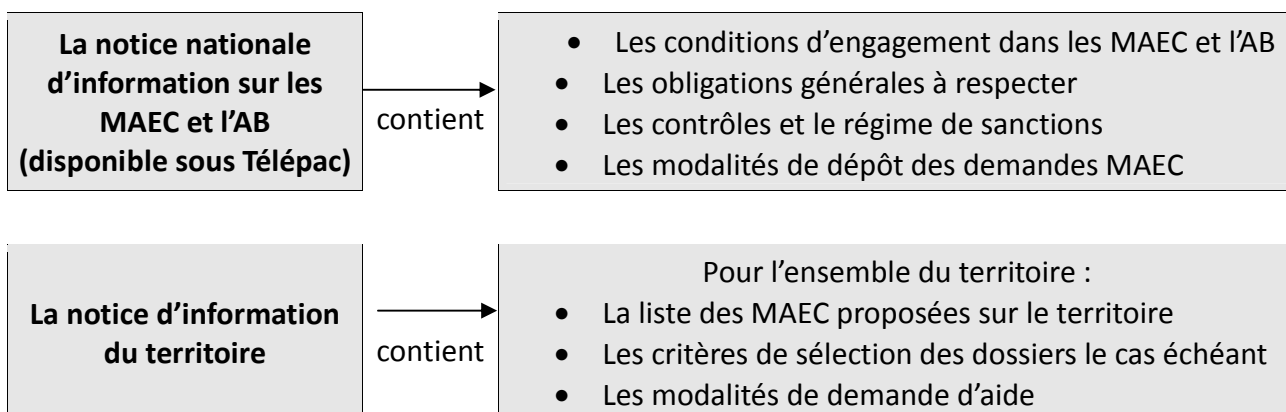 La notice nationale
d’information sur les
MAEC et l’AB
(disponible sous Télépac)
contient
• Les conditions d’engagement dans les MAEC et l’AB
• Les obligations générales à respecter
• Les contrôles et le régime de sanctions
• Les modalités de dépôt des demandes MAEC
La notice d’information
du territoire
contient
Pour l’ensemble du territoire :
• La liste des MAEC proposées sur le territoire
• Les critères de sélection des dossiers le cas échéant
• Les modalités de demande d’aide